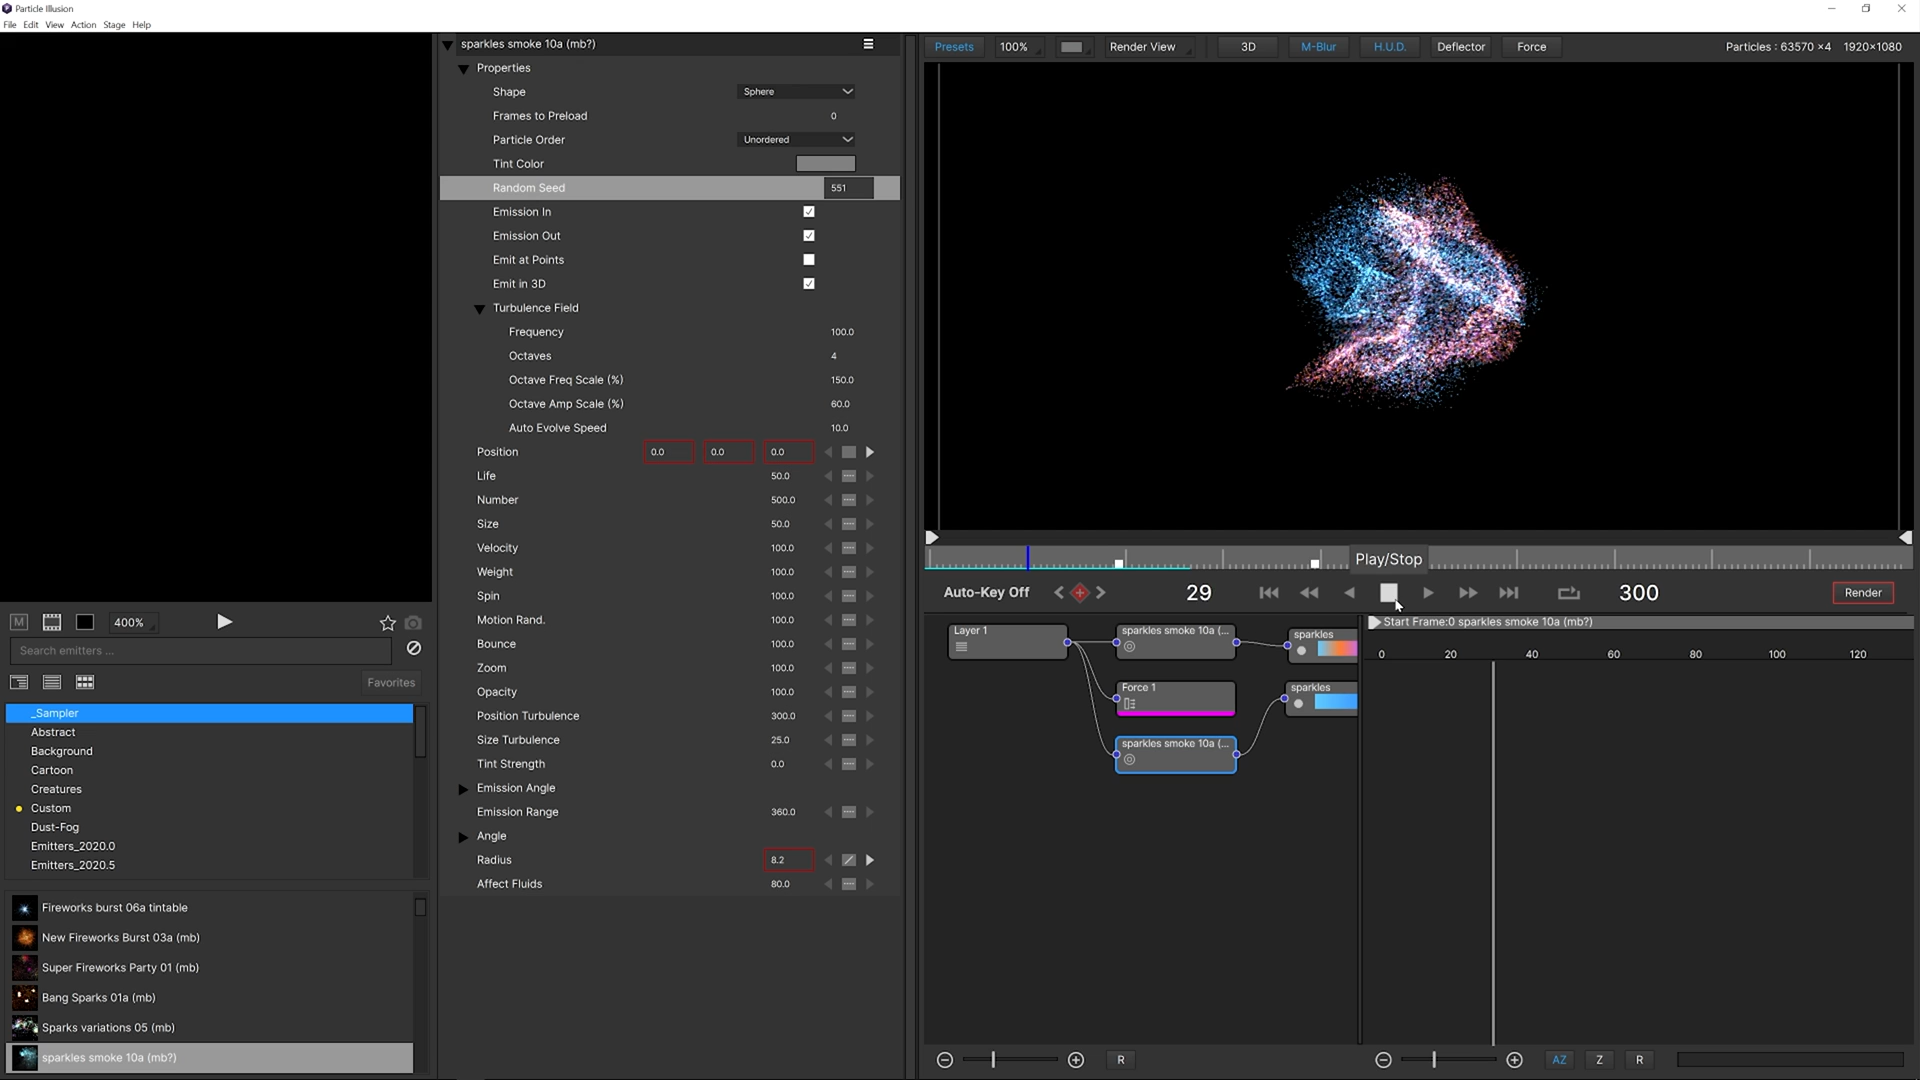 Particle Illusion
File Edit View Action Stage Help
sparkles smoke 10a (mb?)
Properties
Shape Sphere
Frames to Preload 0
Particle Order Unordered
Tint Color
Random Seed 551
Emission In
Emission Out
Emit at Points
Emit in 3D
Turbulence Field
Frequency 100.0
Octaves 4
Octave Freq Scale (%) 150.0
Octave Amp Scale (%) 60.0
Auto Evolve Speed 10.0
Position 0.0 0.0 0.0
Life 50.0
Number 500.0
Size 50.0
Velocity 100.0
Weight 100.0
Spin 100.0
Motion Rand. 100.0
Bounce 100.0
Zoom 100.0
Opacity 100.0
Position Turbulence 300.0
Size Turbulence 25.0
Tint Strength 0.0
Emission Angle
Emission Range 360.0
Angle
Radius 8.2
Affect Fluids 80.0
M 400%
Search emitters ...
Favorites
_Sampler
Abstract
Background
Cartoon
Creatures
Custom
Dust-Fog
Emitters_2020.0
Emitters_2020.5
Fireworks burst 06a tintable
New Fireworks Burst 03a (mb)
Super Fireworks Party 01 (mb)
Bang Sparks 01a (mb)
Sparks variations 05 (mb)
sparkles smoke 10a (mb?)
Presets 100% Render View 3D M-Blur H.U.D. Deflector Force Particles : 63570 ×4 1920×1080
Play/Stop
Auto-Key Off 29 300 Render
Layer 1
sparkles smoke 10a (...
sparkles
Force 1
sparkles
sparkles smoke 10a (...
Start Frame:0 sparkles smoke 10a (mb?)
0 20 40 60 80 100 120
R
AZ Z R